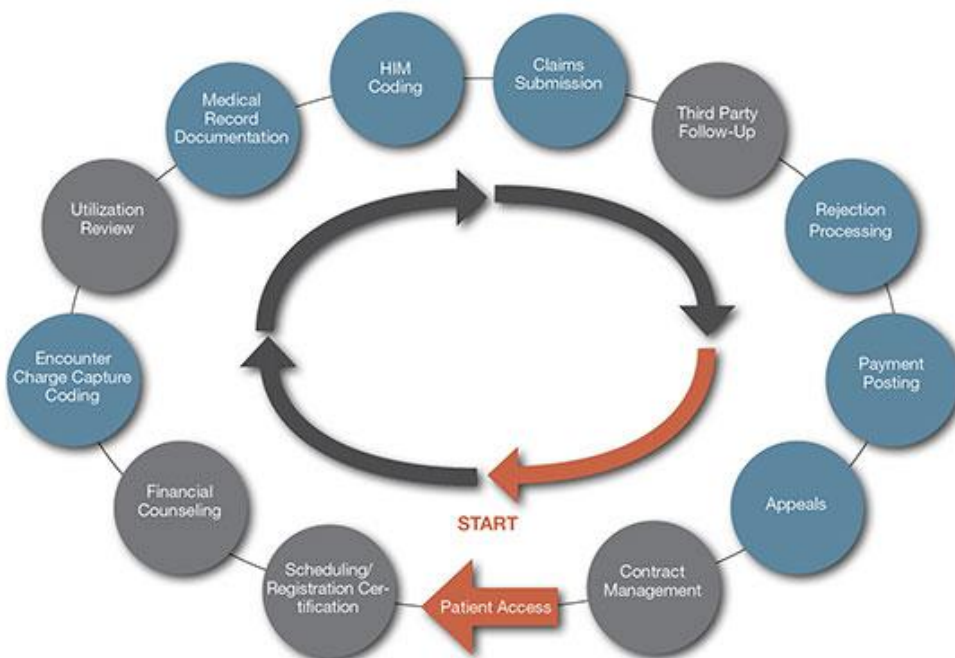 HIM
Coding
Claims
Submission
Third Party
Follow-Up
Rejection
Processing
Payment
Posting
Appeals
Contract
Management
Patient Access
START
Scheduling/
Registration Cer-
tification
Financial
Counseling
Encounter
Charge Capture
Coding
Utilization
Review
Medical
Record
Documentation